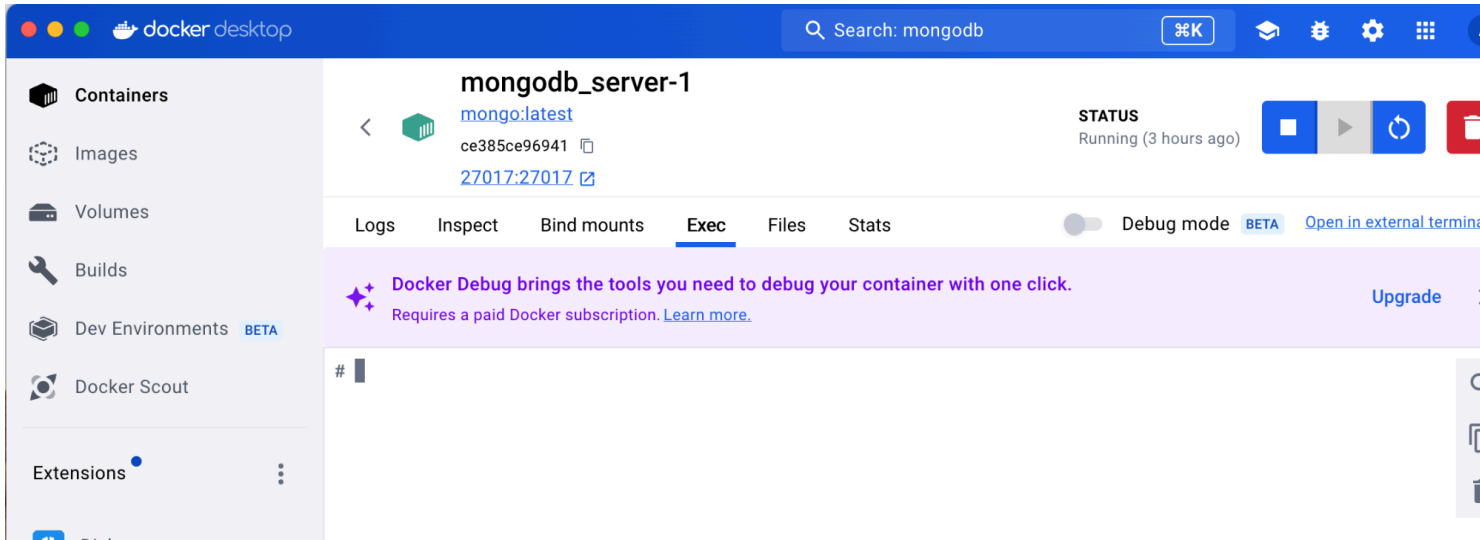 docker desktop
Search: mongodb
⌘K
Containers
Images
Volumes
Builds
Dev Environments BETA
Docker Scout
Extensions
mongodb_server-1
mongo:latest
ce385ce96941
27017:27017
STATUS
Running (3 hours ago)
Logs Inspect Bind mounts Exec Files Stats
Debug mode BETA Open in external termina
Docker Debug brings the tools you need to debug your container with one click.
Requires a paid Docker subscription. Learn more.
Upgrade
#